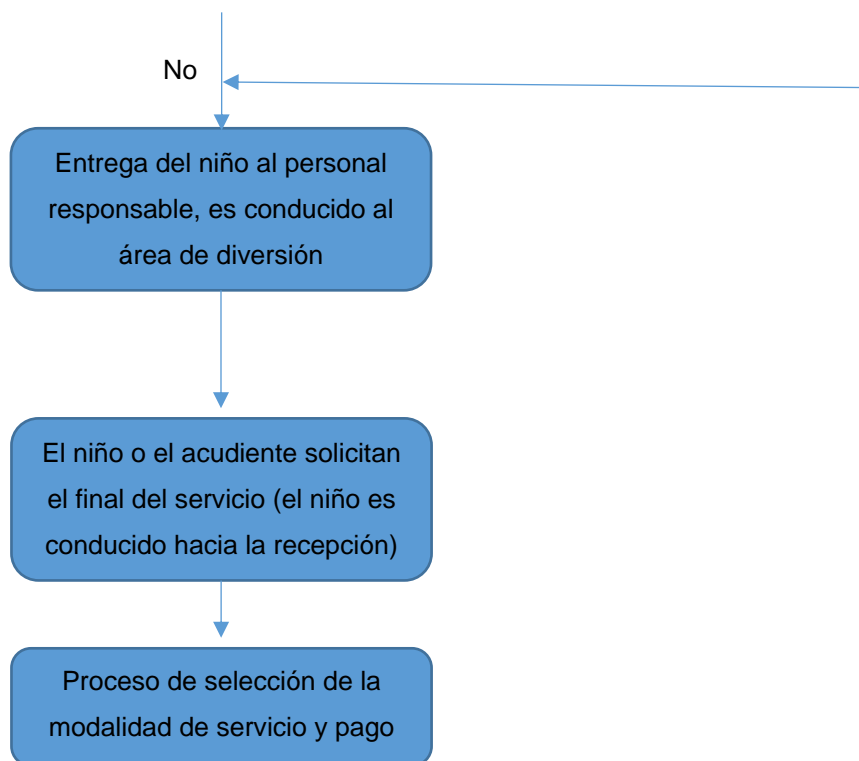 No
Entrega del niño al personal
responsable, es conducido al
área de diversión
El niño o el acudiente solicitan
el final del servicio (el niño es
conducido hacia la recepción)
Proceso de selección de la
modalidad de servicio y pago